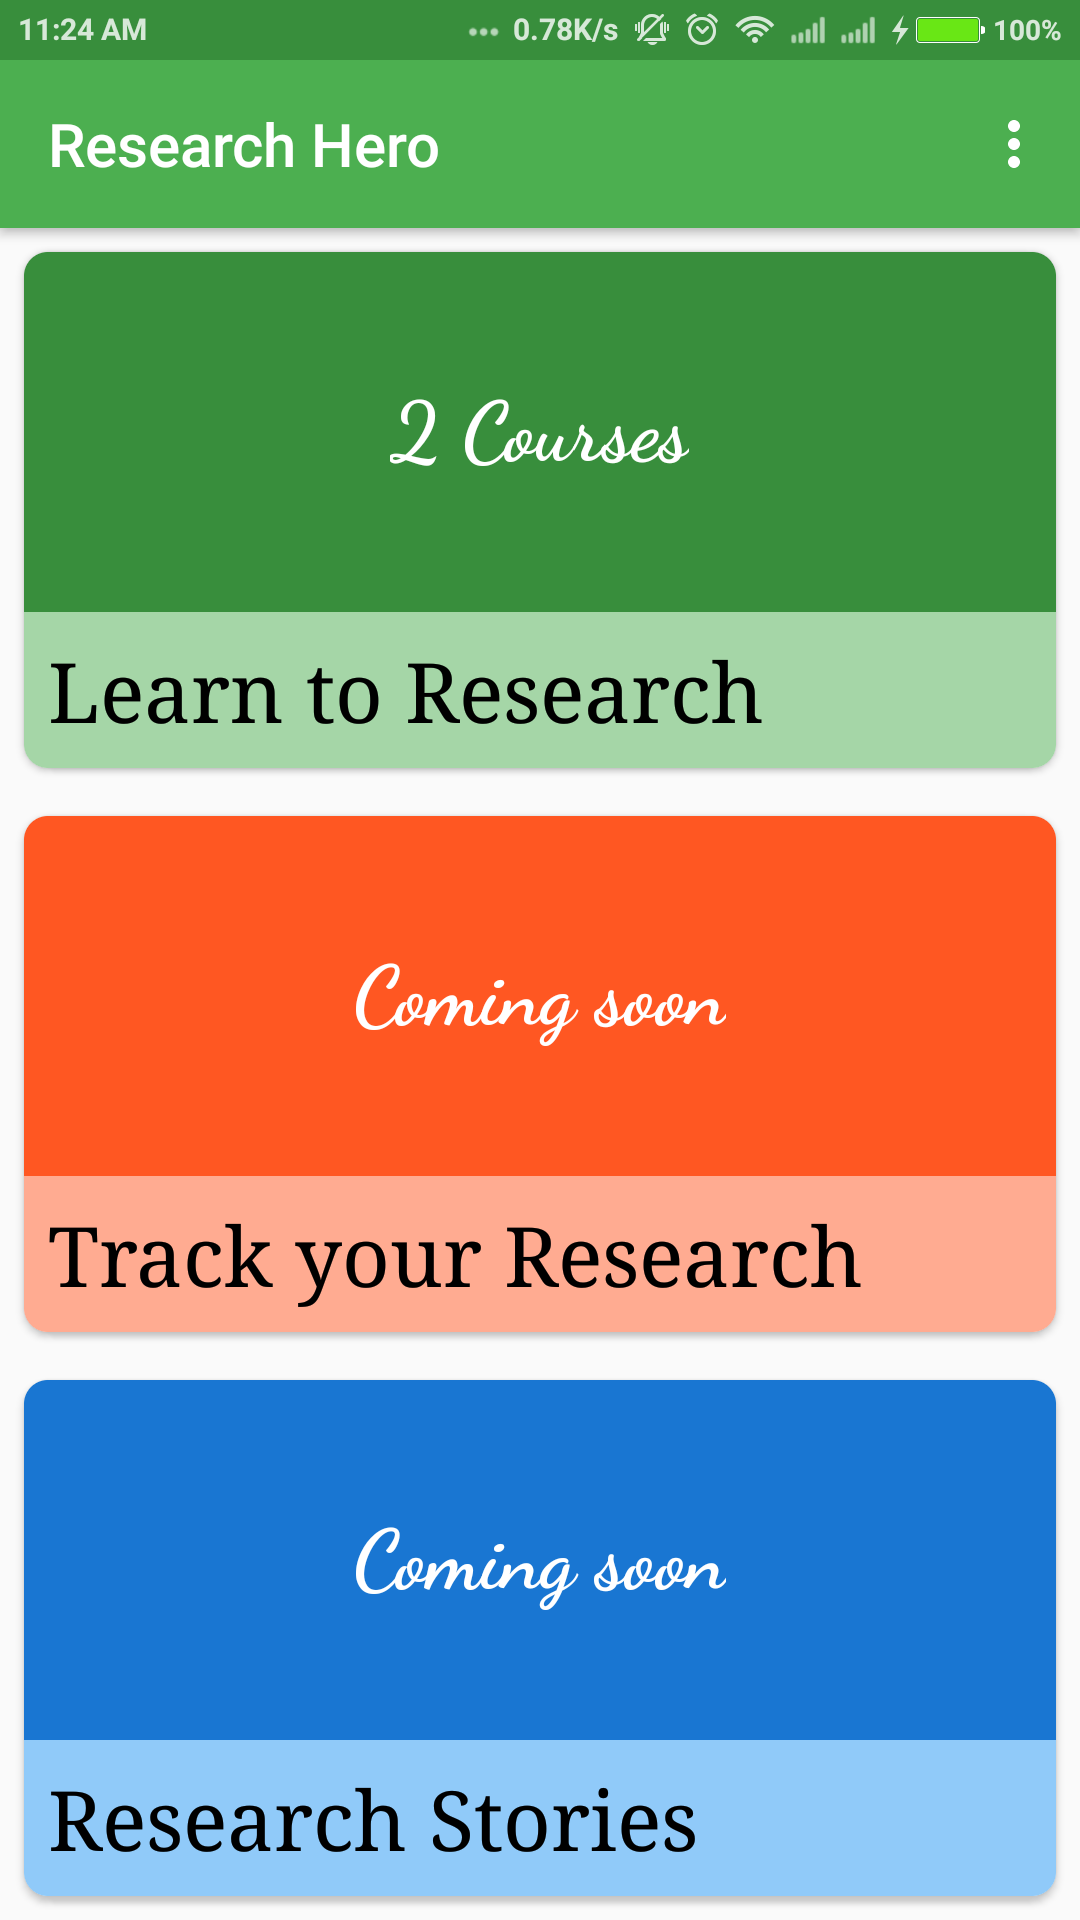 11:24 AM ... 0.78K/s 100%
Research Hero
2 Courses
Learn to Research
Coming soon
Track your Research
Coming soon
Research Stories